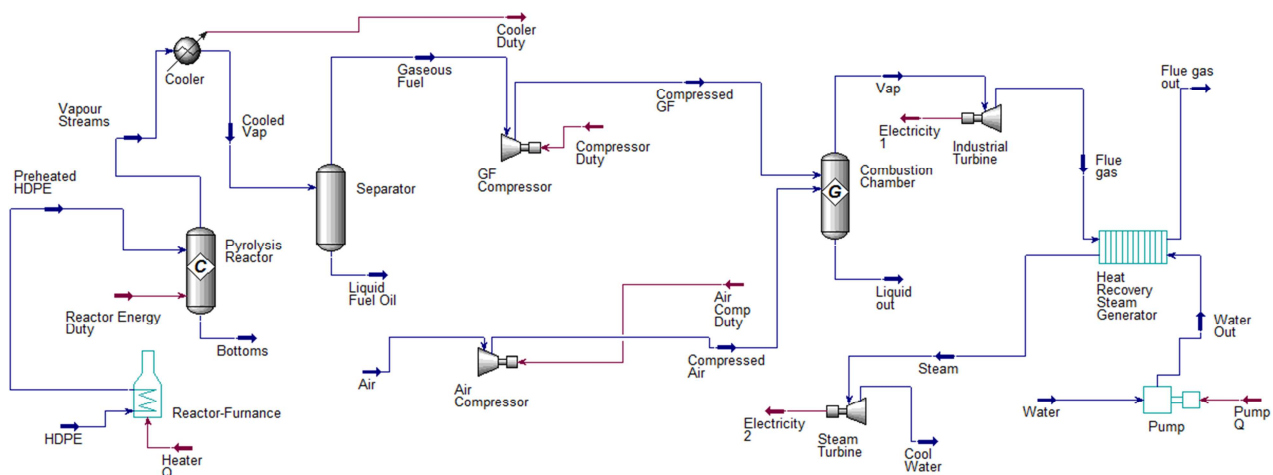 Cooler
Duty
Cooler
Vapour
Streams
Cooled
Vap
Gaseous
Fuel
Compressed
GF
Compressor
Duty
GF
Compressor
Vap
Electricity
1
Industrial
Turbine
Flue gas
out
Flue
gas
Preheated
HDPE
Pyrolysis
Reactor
C
Separator
Combustion
Chamber
G
Reactor Energy
Duty
Bottoms
Liquid
Fuel Oil
Air
Comp
Duty
Liquid
out
Heat
Recovery
Steam
Generator
Water
Out
Air
Air
Compressor
Compressed
Air
Steam
Reactor-Furnance
HDPE
Heater
Q
Electricity
2
Steam
Turbine
Cool
Water
Water
Pump
Pump
Q